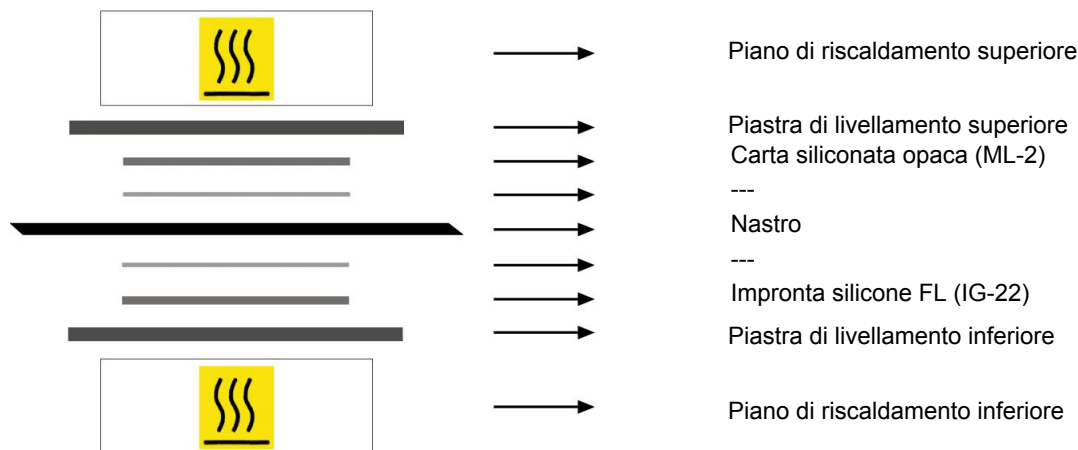 Piano di riscaldamento superiore
Piastra di livellamento superiore
Carta siliconata opaca (ML-2)
---
Nastro
---
Impronta silicone FL (IG-22)
Piastra di livellamento inferiore
Piano di riscaldamento inferiore